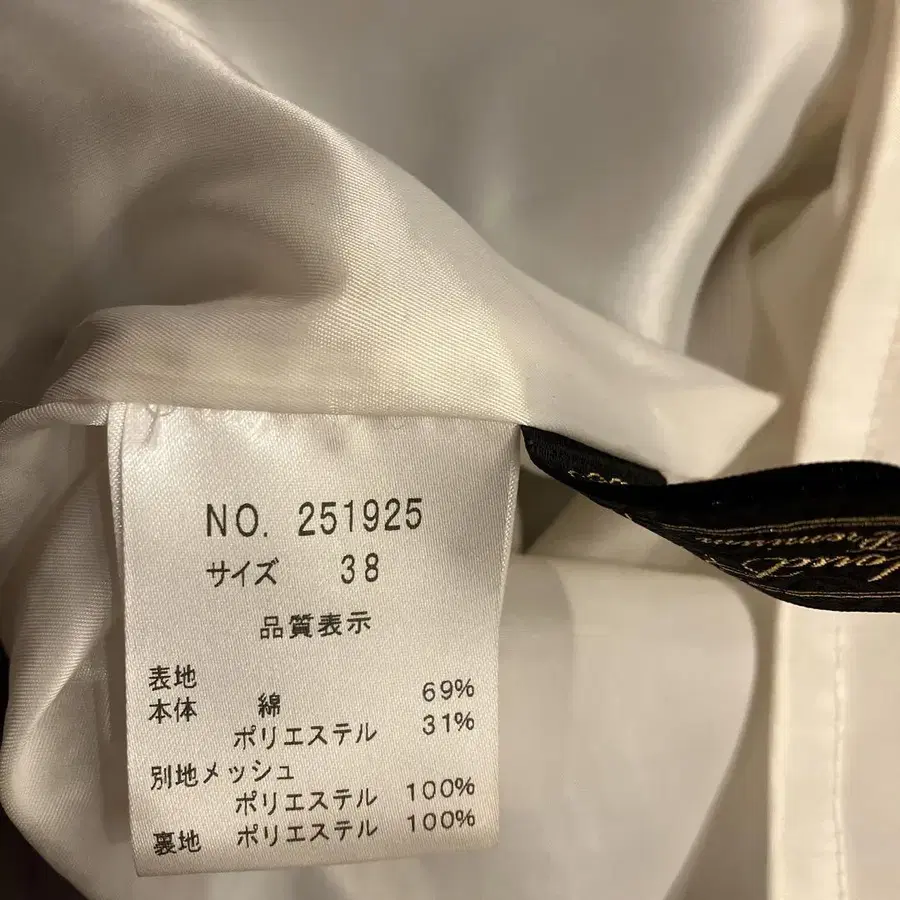 NO. 251925
サイズ 38
品質表示
表地
本体 綿 69%
ポリエステル 31%
別地メッシュ
ポリエステル 100%
裏地 ポリエステル 100%
Premium